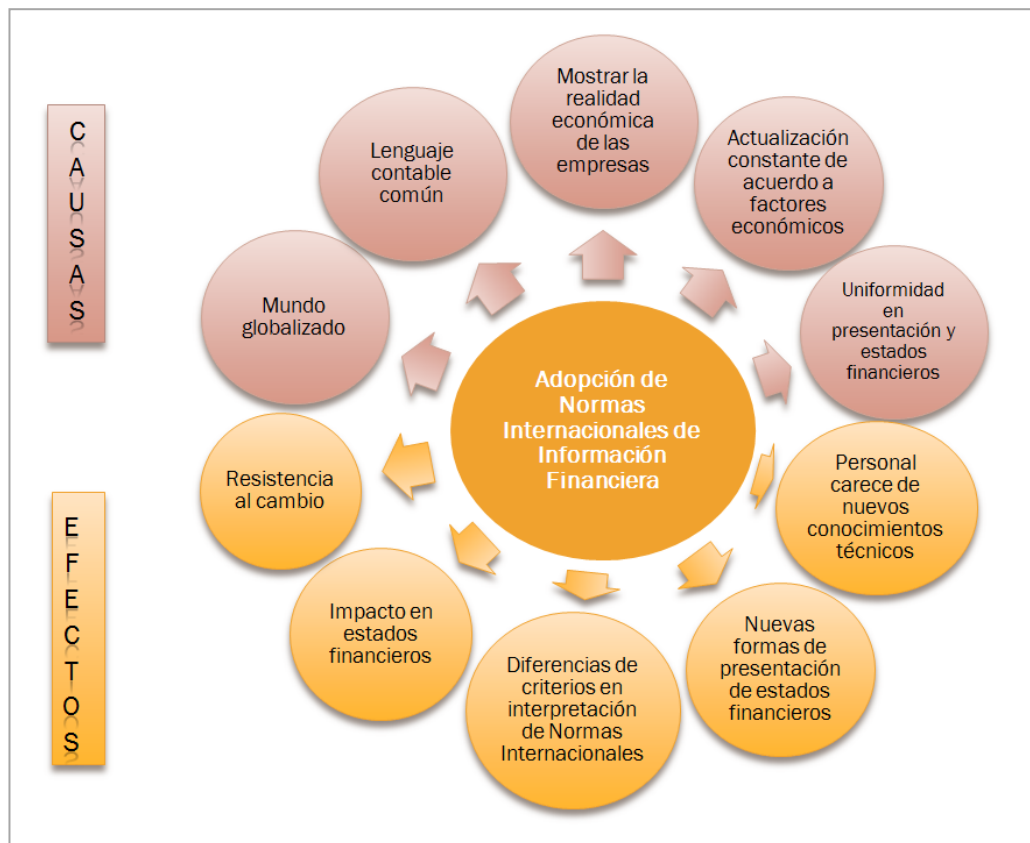 CAUSAS
Mostrar la
realidad
económica
de las
empresas
Lenguaje
contable
común
Actualización
constante de
acuerdo a
factores
económicos
Mundo
globalizado
Uniformidad
en
presentación y
estados
financieros
Adopción de
Normas
Internacionales de
Información
Financiera
EFECTOS
Resistencia
al cambio
Personal
carece de
nuevos
conocimientos
técnicos
Impacto en
estados
financieros
Diferencias de
criterios en
interpretación
de Normas
Internacionales
Nuevas
formas de
presentación
de estados
financieros